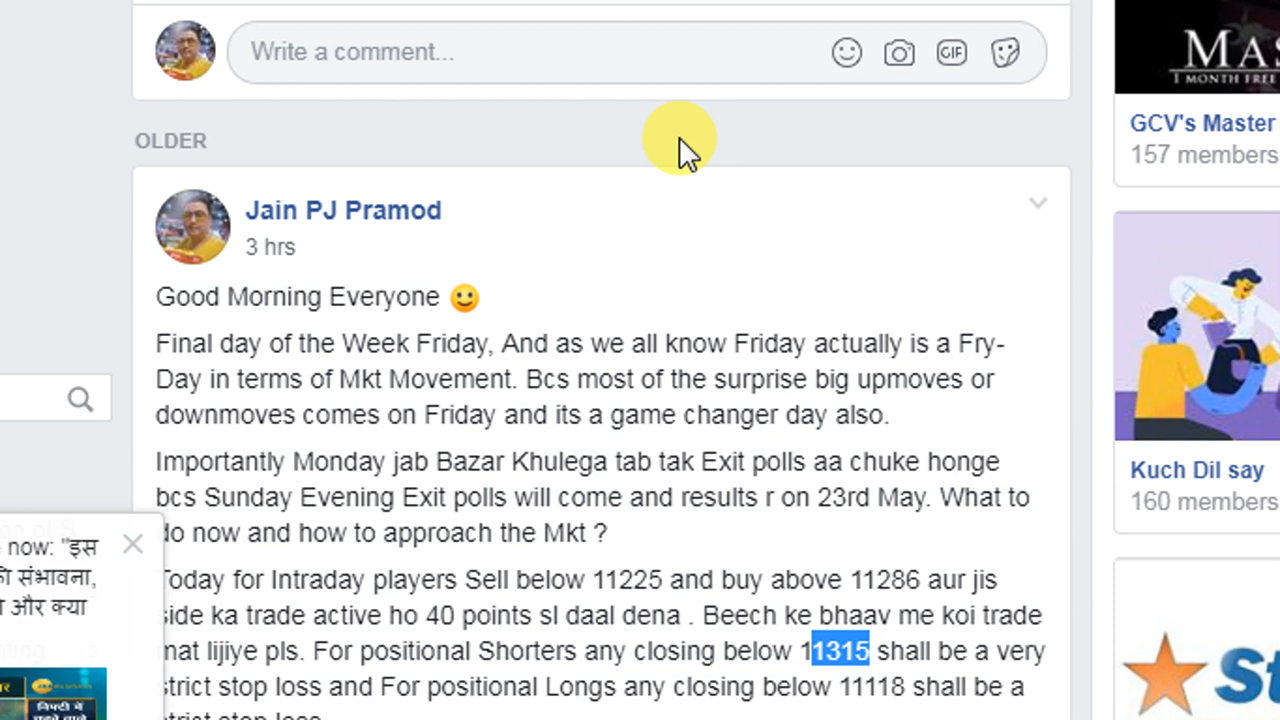 Write a comment...
GIF
OLDER
Jain PJ Pramod
3 hrs
Good Morning Everyone
Final day of the Week Friday, And as we all know Friday actually is a Fry-
Day in terms of Mkt Movement. Bcs most of the surprise big upmoves or
downmoves comes on Friday and its a game changer day also.
Importantly Monday jab Bazar Khulega tab tak Exit polls aa chuke honge
bcs Sunday Evening Exit polls will come and results r on 23rd May. What to
do now and how to approach the Mkt ?
Today for Intraday players Sell below 11225 and buy above 11286 aur jis
side ka trade active ho 40 points sl daal dena . Beech ke bhaav me koi trade
mat lijiye pls. For positional Shorters any closing below 11315 shall be a very
strict stop loss and For positional Longs any closing below 11118 shall be a
strict stop loss
now: "इस
संभावना,
और क्या
MAS
1 MONTH FREE
GCV's Master
157 members
Kuch Dil say
160 members
St